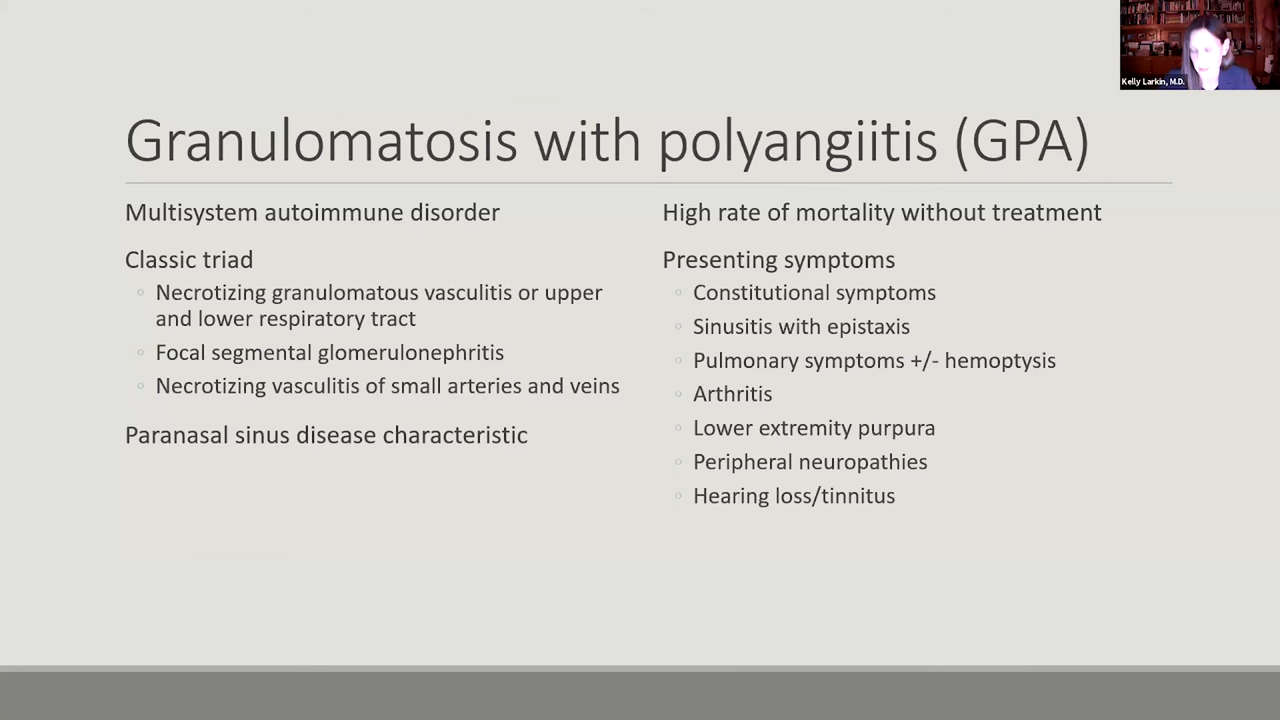 Kelly Larkin, M.D.
Granulomatosis with polyangiitis (GPA)
Multisystem autoimmune disorder
Classic triad
Necrotizing granulomatous vasculitis or upper
and lower respiratory tract
Focal segmental glomerulonephritis
Necrotizing vasculitis of small arteries and veins
Paranasal sinus disease characteristic
High rate of mortality without treatment
Presenting symptoms
Constitutional symptoms
Sinusitis with epistaxis
Pulmonary symptoms +/- hemoptysis
Arthritis
Lower extremity purpura
Peripheral neuropathies
Hearing loss/tinnitus